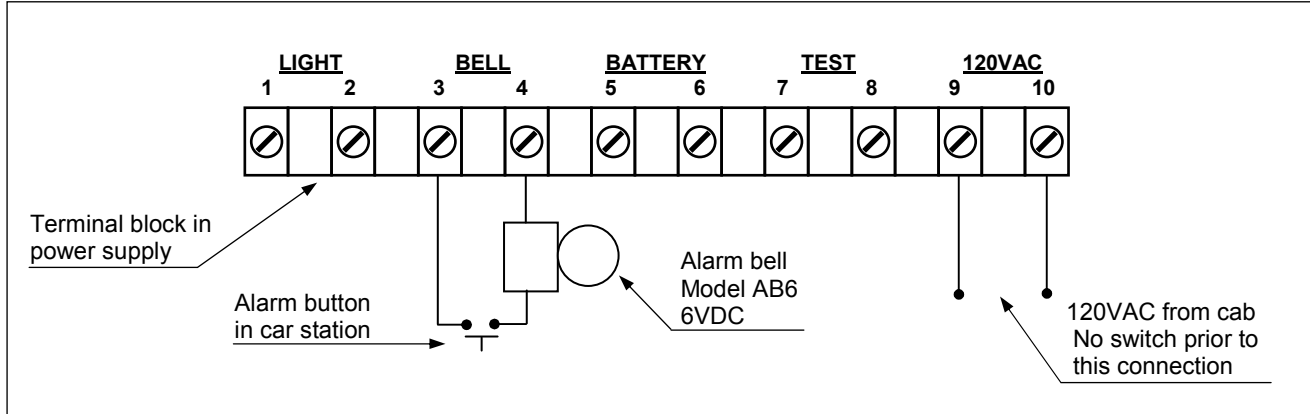 LIGHT BELL BATTERY TEST 120VAC
1 2 3 4 5 6 7 8 9 10
Terminal block in
power supply
Alarm button
in car station
Alarm bell
Model AB6
6VDC
120VAC from cab
No switch prior to
this connection